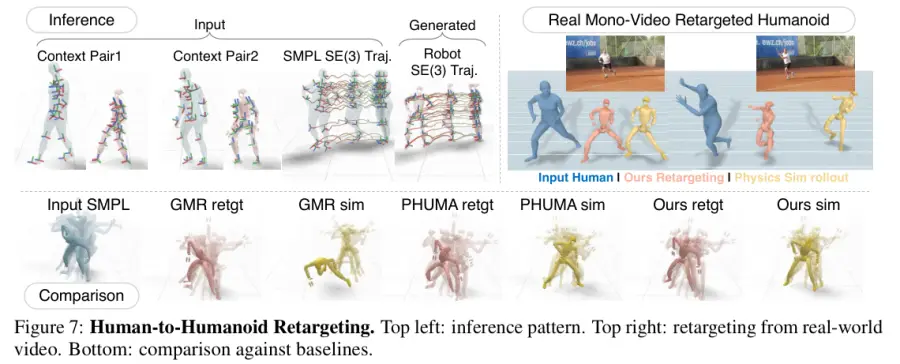 Inference
Input
Generated
Context Pair1
Context Pair2
SMPL SE(3) Traj.
Robot
SE(3) Traj.
Real Mono-Video Retargeted Humanoid
Input Human | Ours Retargeting | Physics Sim rollout
Input SMPL
GMR retgt
GMR sim
PHUMA retgt
PHUMA sim
Ours retgt
Ours sim
Comparison
Figure 7: Human-to-Humanoid Retargeting. Top left: inference pattern. Top right: retargeting from real-world
video. Bottom: comparison against baselines.